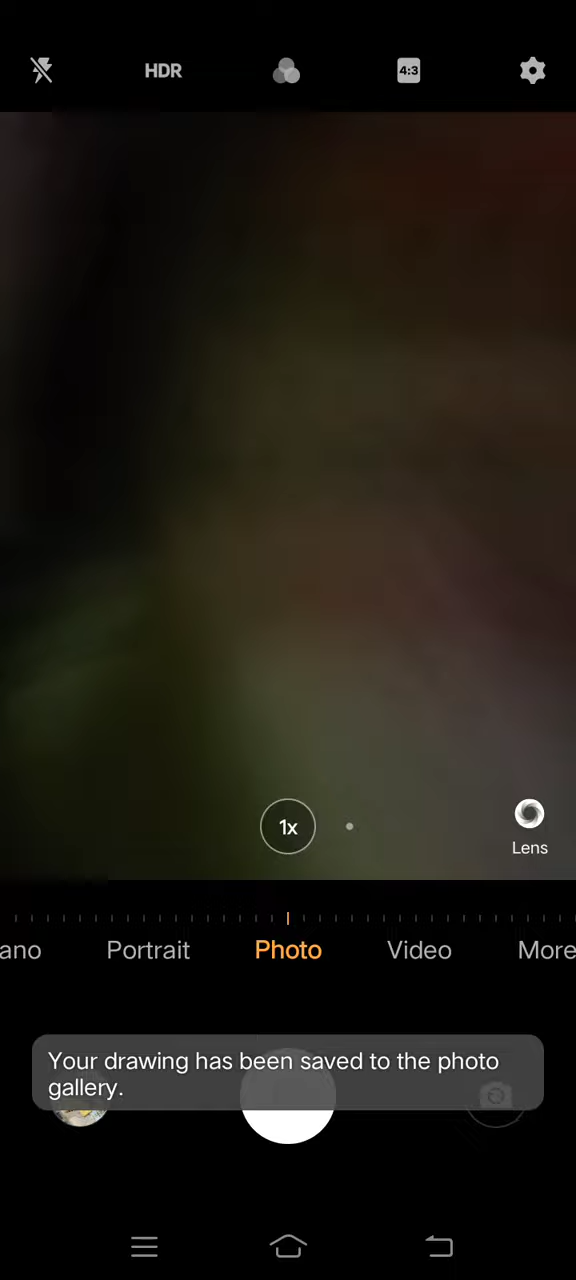 HDR
4:3
1x
Lens
ano Portrait Photo Video More
Your drawing has been saved to the photo
gallery.